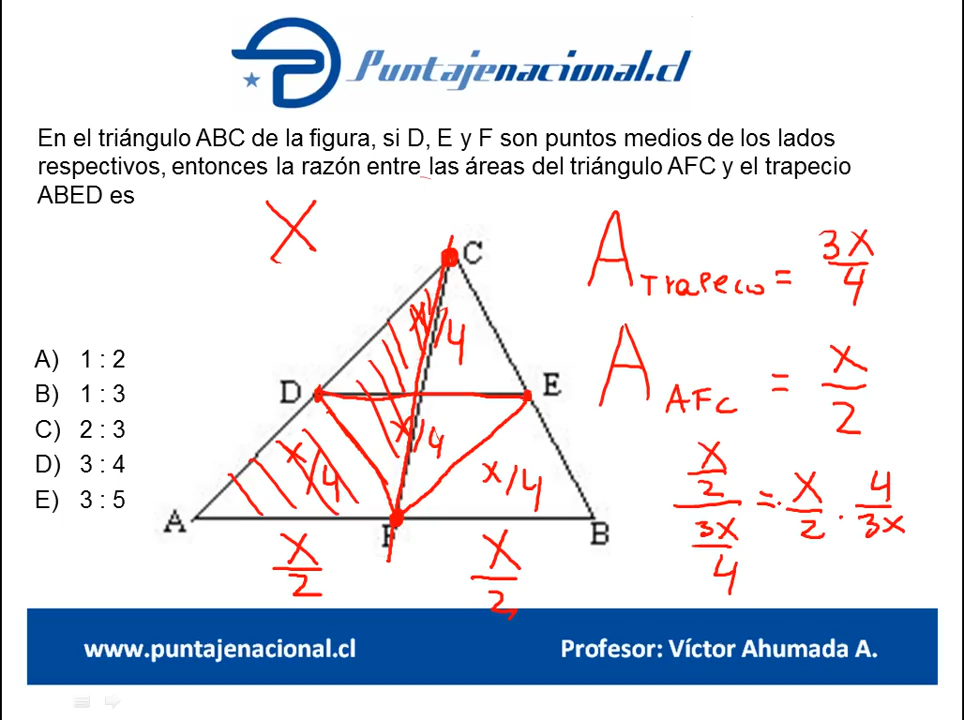 Puntajenacional.cl
En el triángulo ABC de la figura, si D, E y F son puntos medios de los lados
respectivos, entonces la razón entre las áreas del triángulo AFC y el trapecio
ABED es
X
C
A Trapecio = 3x/4
A) 1 : 2
B) 1 : 3
C) 2 : 3
D) 3 : 4
E) 3 : 5
x/4
D
E
A AFC = x/2
x/4
x/4
x/4
x/2 / 3x/4 = x/2 · 4/3x
A
F
B
x/2
x/2
www.puntajenacional.cl
Profesor: Víctor Ahumada A.